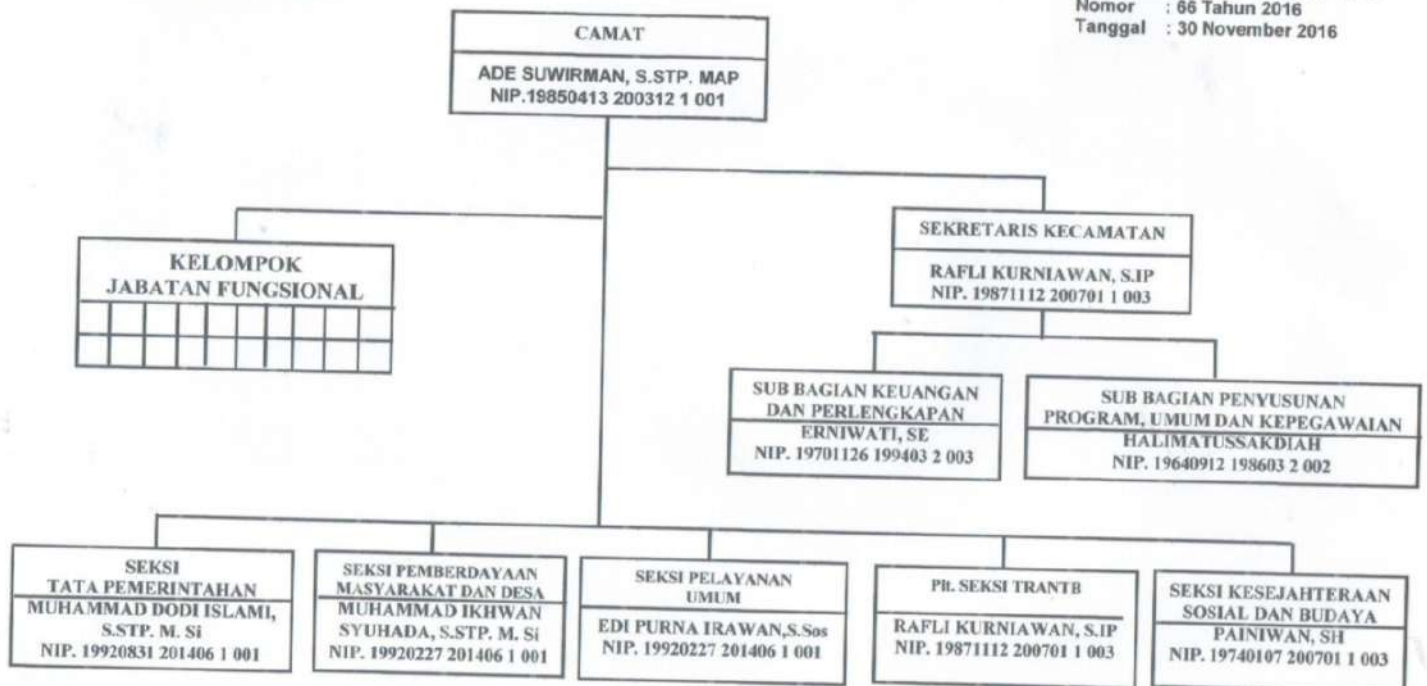 Nomor : 66 Tahun 2016
Tanggal : 30 November 2016
CAMAT
ADE SUWIRMAN, S.STP. MAP
NIP.19850413 200312 1 001
KELOMPOK
JABATAN FUNGSIONAL
SEKRETARIS KECAMATAN
RAFLI KURNIAWAN, S.IP
NIP. 19871112 200701 1 003
SUB BAGIAN KEUANGAN
DAN PERLENGKAPAN
ERNIWATI, SE
NIP. 19701126 199403 2 003
SUB BAGIAN PENYUSUNAN
PROGRAM, UMUM DAN KEPEGAWAIAN
HALIMATUSSAKDIAH
NIP. 19640912 198603 2 002
SEKSI
TATA PEMERINTAHAN
MUHAMMAD DODI ISLAMI,
S.STP. M. Si
NIP. 19920831 201406 1 001
SEKSI PEMBERDAYAAN
MASYARAKAT DAN DESA
MUHAMMAD IKHWAN
SYUHADA, S.STP. M. Si
NIP. 19920227 201406 1 001
SEKSI PELAYANAN
UMUM
EDI PURNA IRAWAN,S.Sos
NIP. 19920227 201406 1 001
Plt. SEKSI TRANTB
RAFLI KURNIAWAN, S.IP
NIP. 19871112 200701 1 003
SEKSI KESEJAHTERAAN
SOSIAL DAN BUDAYA
PAINIWAN, SH
NIP. 19740107 200701 1 003